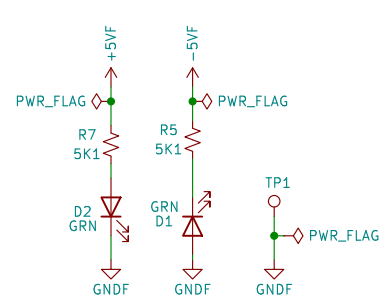 +5VF
-5VF
PWR_FLAG
PWR_FLAG
R7
5K1
R5
5K1
TP1
D2
GRN
GRN
D1
PWR_FLAG
GNDF
GNDF
GNDF